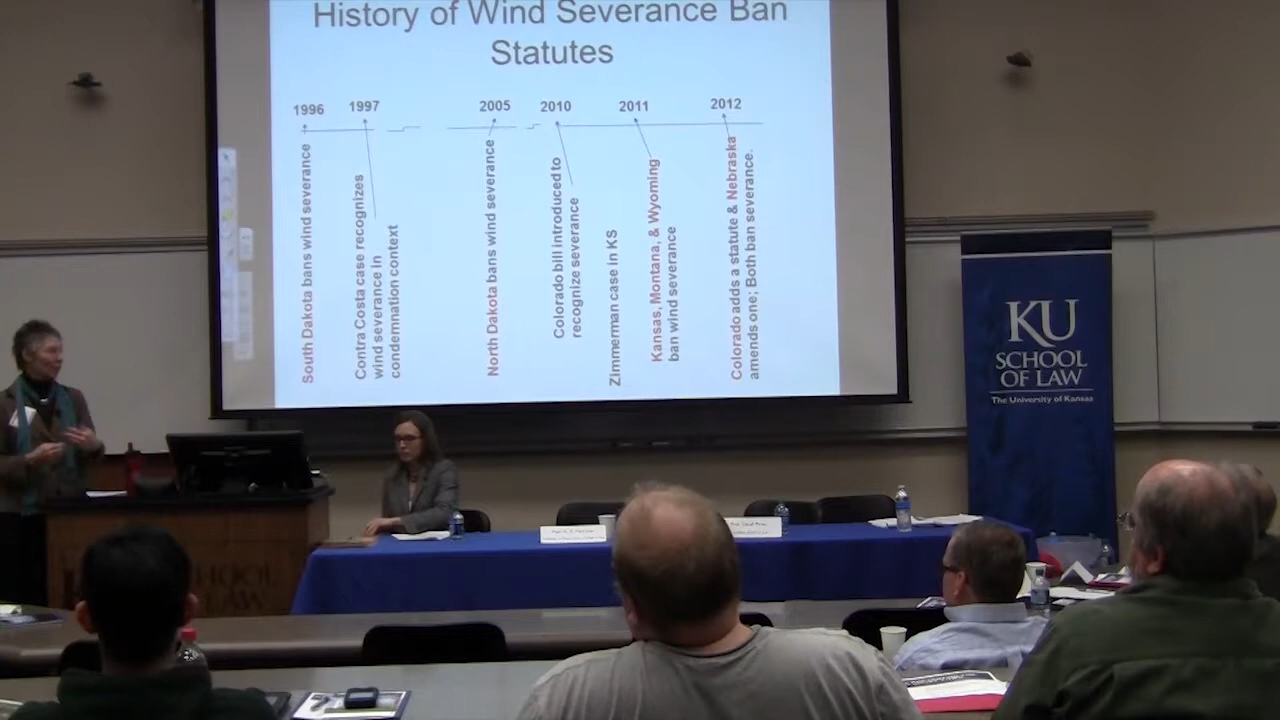 History of Wind Severance Ban
Statutes
1996
1997
2005
2010
2011
2012
South Dakota bans wind severance
Contra Costa case recognizes
wind severance in
condemnation context
North Dakota bans wind severance
Colorado bill introduced to
recognize severance
Zimmerman case in KS
Kansas, Montana, & Wyoming
ban wind severance
Colorado adds a statute & Nebraska
amends one; Both ban severance.
KU
SCHOOL
OF LAW
The University of Kansas
SCHOOL
LAW